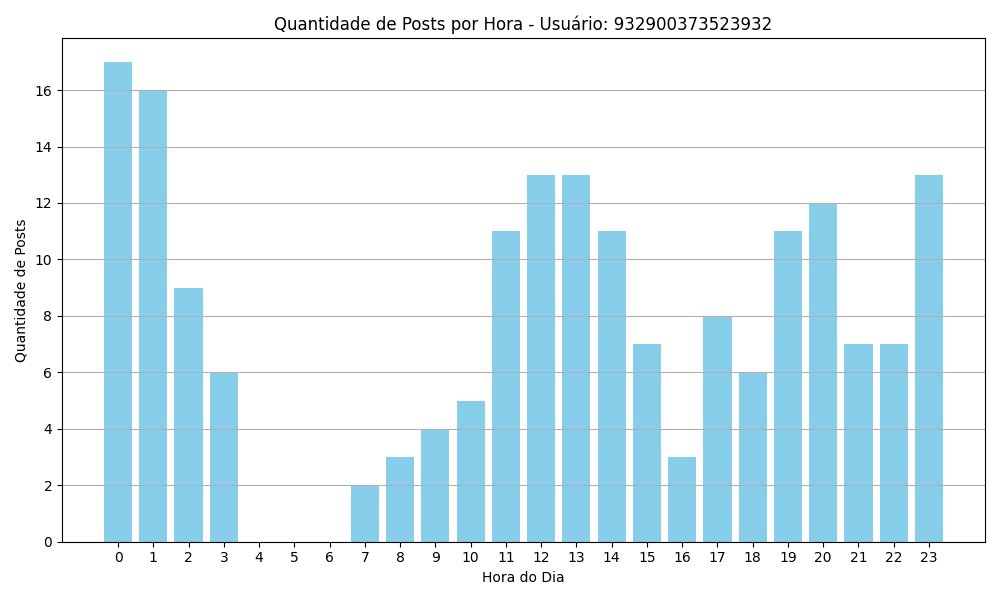 Quantidade de Posts por Hora - Usuário: 932900373523932
Quantidade de Posts
16
14
12
10
8
6
4
2
0
0 1 2 3 4 5 6 7 8 9 10 11 12 13 14 15 16 17 18 19 20 21 22 23
Hora do Dia